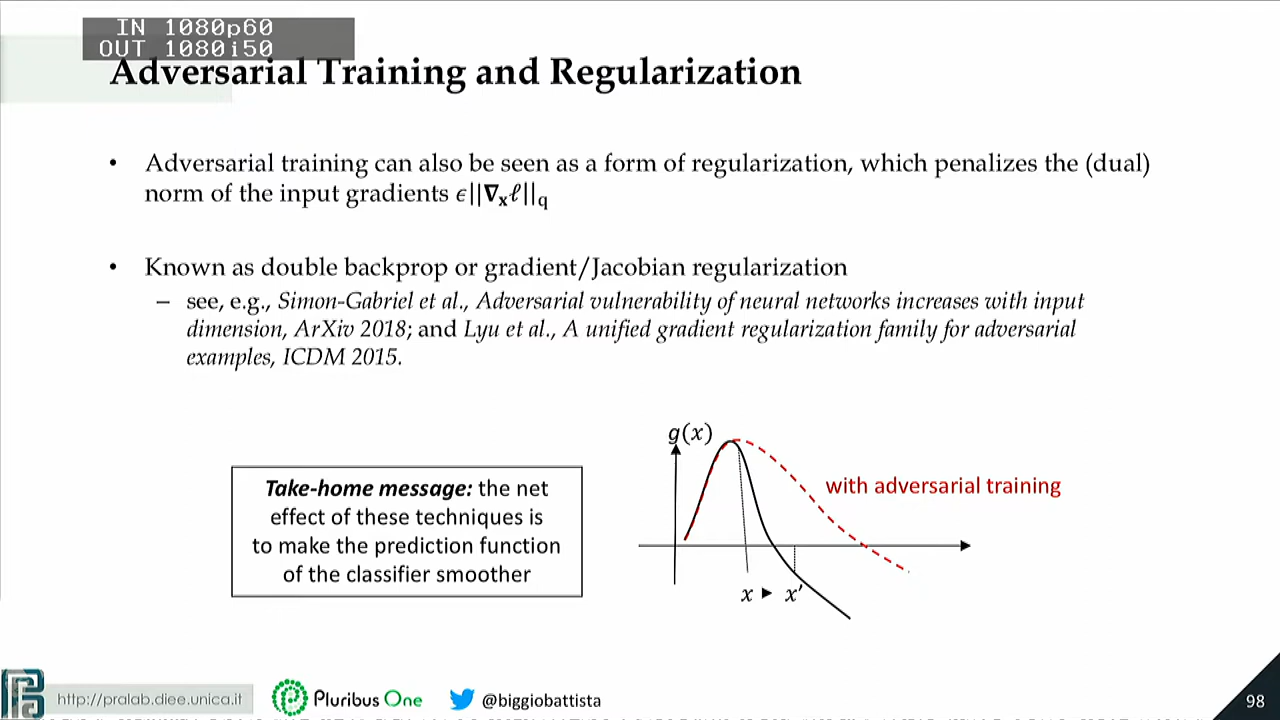 IN 1080p60
OUT 1080i50
Adversarial Training and Regularization
• Adversarial training can also be seen as a form of regularization, which penalizes the (dual)
norm of the input gradients ϵ||∇ₓℓ||q
• Known as double backprop or gradient/Jacobian regularization
– see, e.g., Simon-Gabriel et al., Adversarial vulnerability of neural networks increases with input
dimension, ArXiv 2018; and Lyu et al., A unified gradient regularization family for adversarial
examples, ICDM 2015.
g(x)
with adversarial training
x ▶ x′
Take-home message: the net
effect of these techniques is
to make the prediction function
of the classifier smoother
http://pralab.diee.unica.it
Pluribus One
@biggiobattista
98